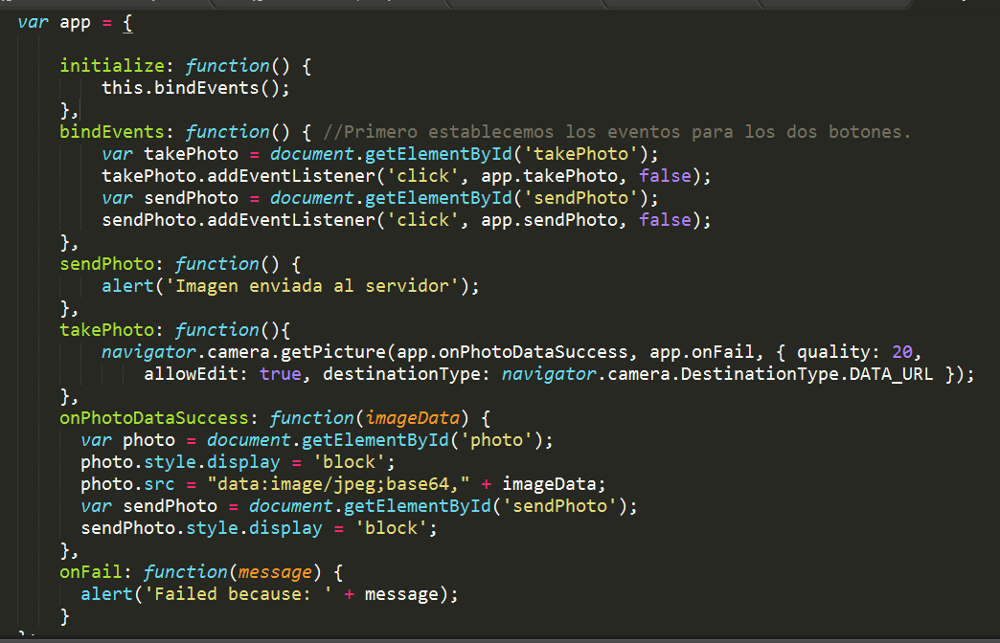 var app = {
initialize: function() {
this.bindEvents();
},
bindEvents: function() { //Primero establecemos los eventos para los dos botones.
var takePhoto = document.getElementById('takePhoto');
takePhoto.addEventListener('click', app.takePhoto, false);
var sendPhoto = document.getElementById('sendPhoto');
sendPhoto.addEventListener('click', app.sendPhoto, false);
},
sendPhoto: function() {
alert('Imagen enviada al servidor');
},
takePhoto: function(){
navigator.camera.getPicture(app.onPhotoDataSuccess, app.onFail, { quality: 20,
allowEdit: true, destinationType: navigator.camera.DestinationType.DATA_URL });
},
onPhotoDataSuccess: function(imageData) {
var photo = document.getElementById('photo');
photo.style.display = 'block';
photo.src = "data:image/jpeg;base64," + imageData;
var sendPhoto = document.getElementById('sendPhoto');
sendPhoto.style.display = 'block';
},
onFail: function(message) {
alert('Failed because: ' + message);
}